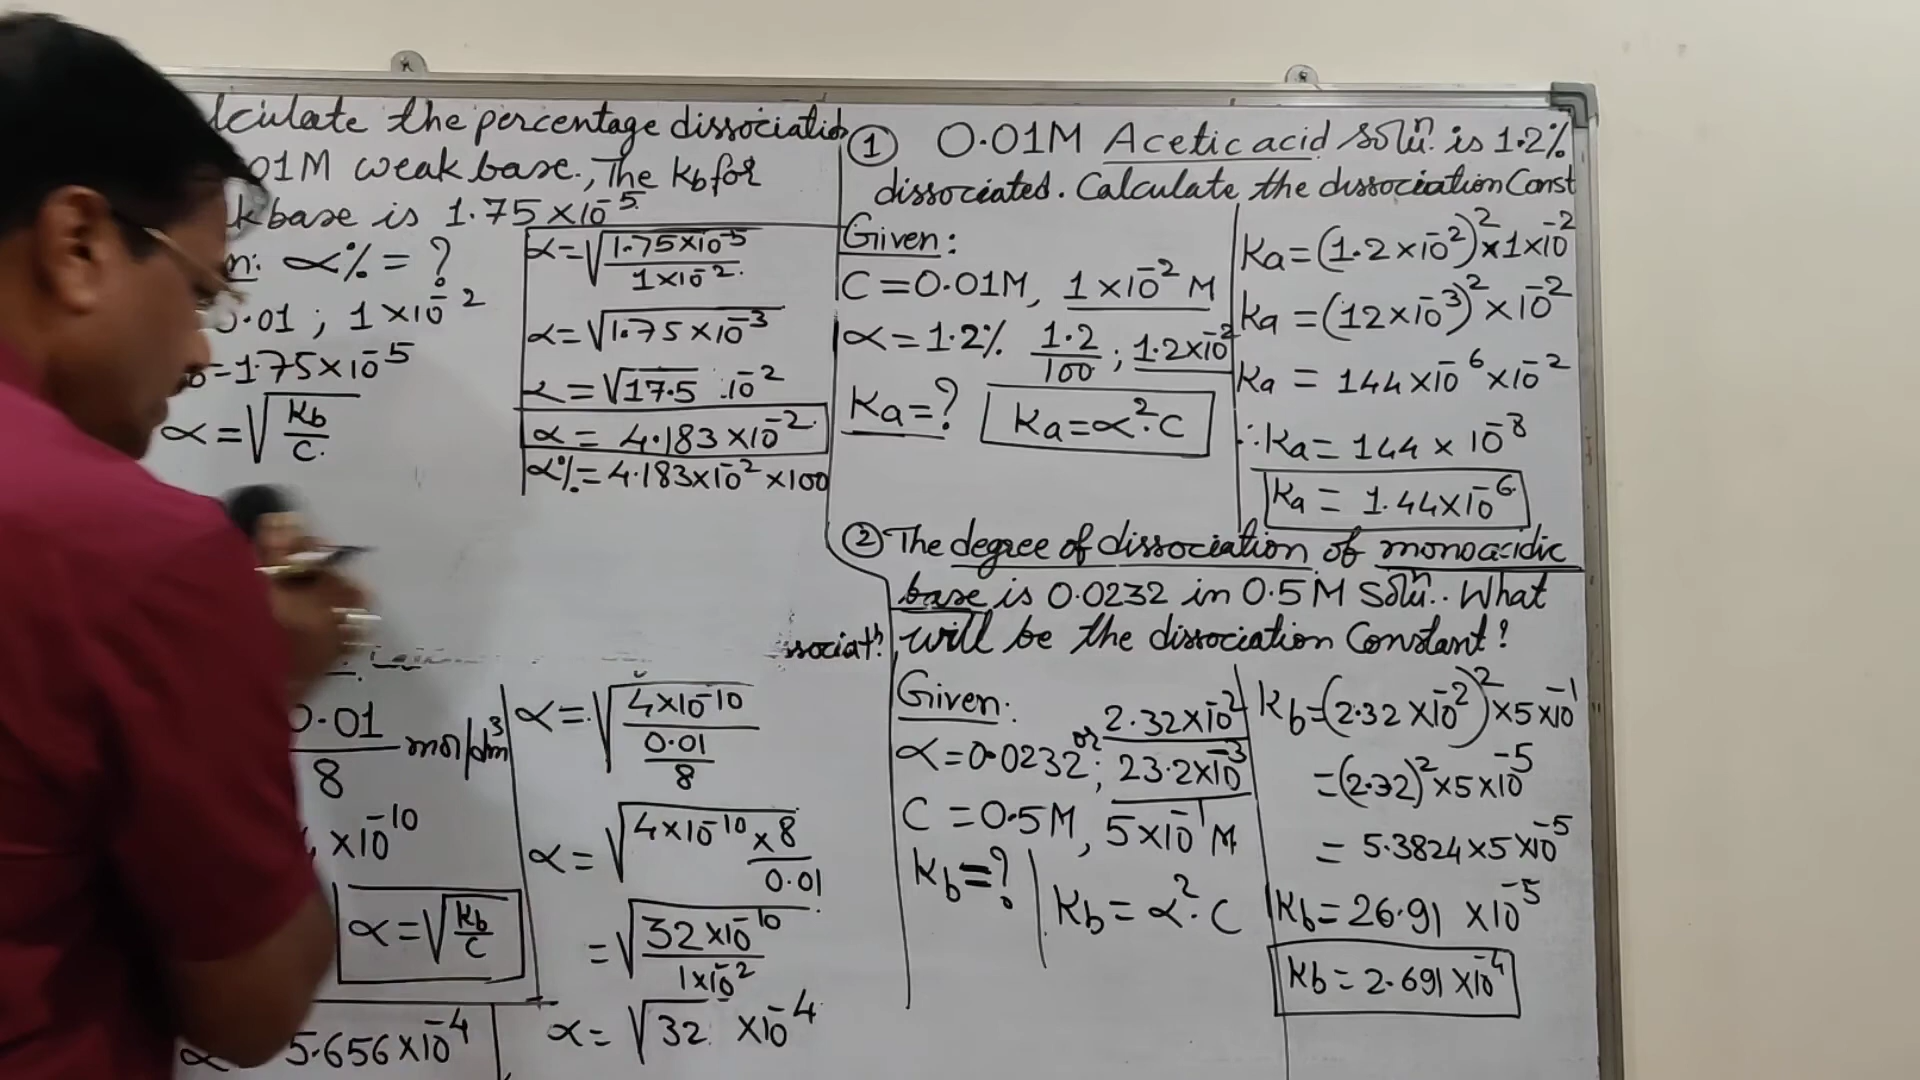 lculate the percentage dissociation
01M weak base., The Kb for
k base is 1.75×10⁻⁵
n: α% = ?
0.01 ; 1×10⁻²
=1.75×10⁻⁵
α=√(Kb/C)
α=√(1.75×10⁻⁵/1×10⁻²)
α=√1.75×10⁻³
α=√17.5 10⁻²
α = 4.183×10⁻²
α%=4.183×10⁻²×100
① 0.01M Acetic acid solu.ⁿ is 1.2%
dissociated. Calculate the dissociation Const
Given:
C=0.01M, 1×10⁻² M
α=1.2% 1.2/100 ; 1.2×10⁻²
Ka=? Ka=α².C
Ka=(1.2×10⁻²)²×1×10⁻²
Ka=(12×10⁻³)²×10⁻²
Ka = 144×10⁻⁶×10⁻²
∴Ka= 144 × 10⁻⁸
Ka = 1.44×10⁻⁶
② The degree of dissociation of monoacidic
base is 0.0232 in 0.5M Soluⁿ.. What
will be the dissociation Constant?
Given.
α=0.0232; 2.32×10⁻² or 23.2×10⁻³
C=0.5M, 5×10⁻¹ M
Kb=? Kb=α².C
Kb=(2.32×10⁻²)²×5×10⁻¹
=(2.32)²×5×10⁻⁵
= 5.3824×5×10⁻⁵
Kb=26.91 ×10⁻⁵
Kb=2.691×10⁻⁴
0.01/8 mol/dm³
×10⁻¹⁰
α=√(Kb/C)
5.656×10⁻⁴
α=√(4×10⁻¹⁰/(0.01/8))
α=√(4×10⁻¹⁰×8/0.01)
=√(32×10⁻¹⁰/1×10⁻²)
α=√32 ×10⁻⁴